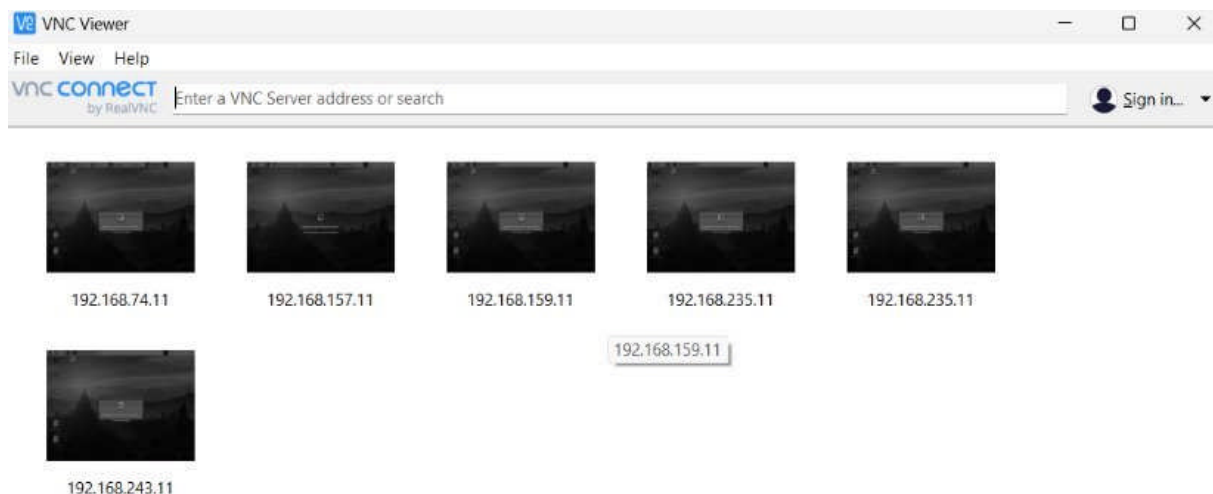 VNC Viewer
File View Help
vnc connect
by RealVNC
Enter a VNC Server address or search
Sign in...
192.168.74.11
192.168.157.11
192.168.159.11
192.168.235.11
192.168.235.11
192.168.159.11
192.168.243.11